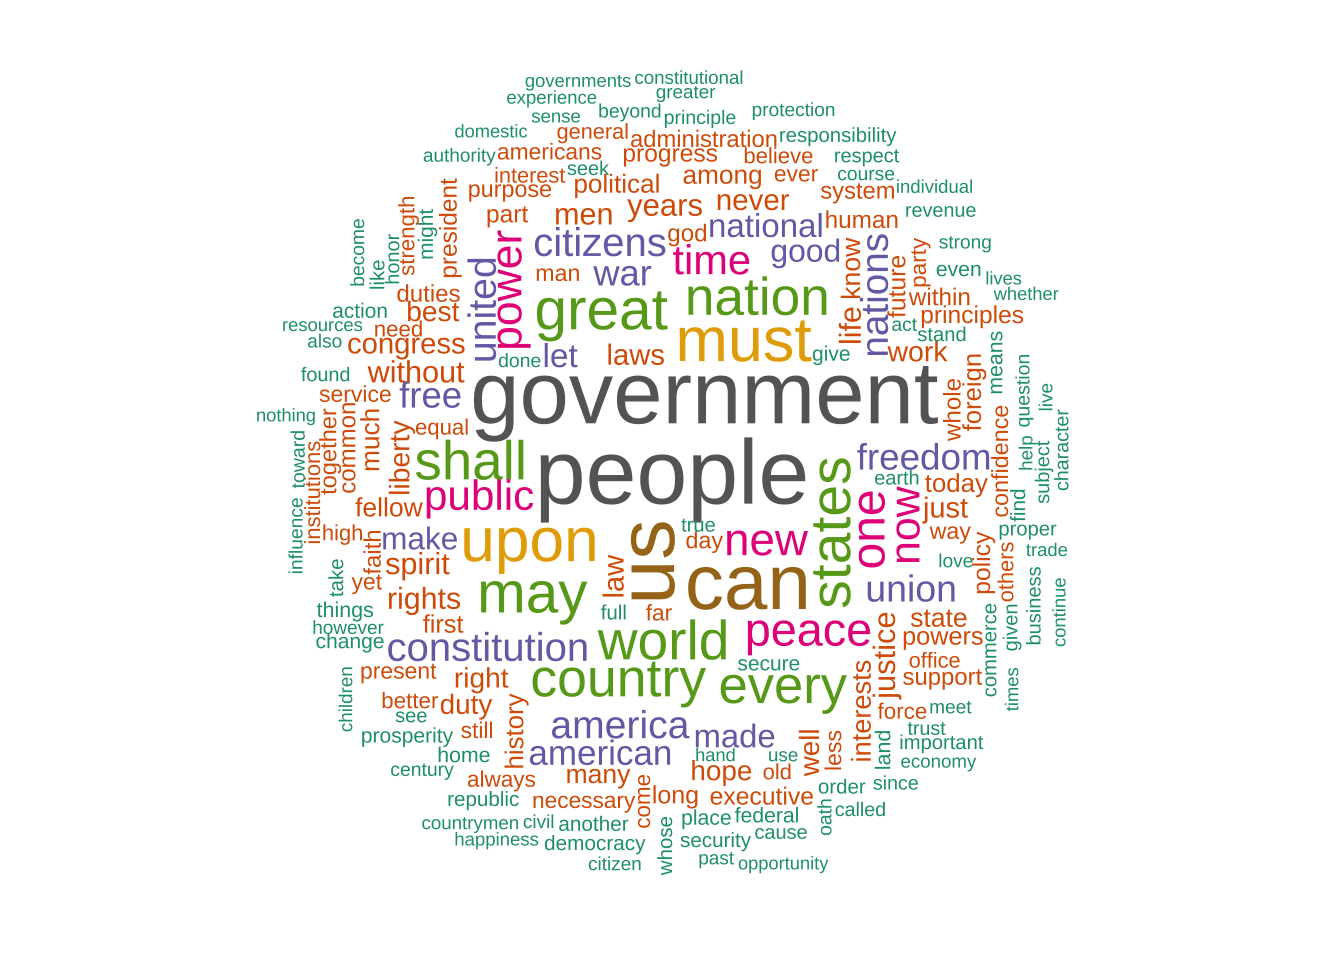 governments constitutional
experience greater
sense beyond principle protection
domestic general administration responsibility
authority americans progress believe respect
interest seek among ever course
purpose political system individual
part men years never human revenue
become like honor strength might president
power citizens god national nations know strong
united man war time good future party even lives
duties great nation life within whether
action best must act principles
resources need congress done let laws give stand
also without work means
found government
service free whole foreign question live
nothing together common much equal
toward institutions liberty shall people states freedom confidence help subject character
influence public earth today
fellow one now just find
high faith make upon us true day new way proper
take yet spirit law can love policy others trade
things rights may full far union business continue
however first state commerce given
change constitution world peace powers
present right country secure every justice office support
children better duty interests times
see still america made force meet
prosperity history american well less trust
home hand use land important
century always many hope old economy
republic necessary come long executive order since
countrymen civil another place federal oath called
happiness democracy whose security cause
citizen past opportunity